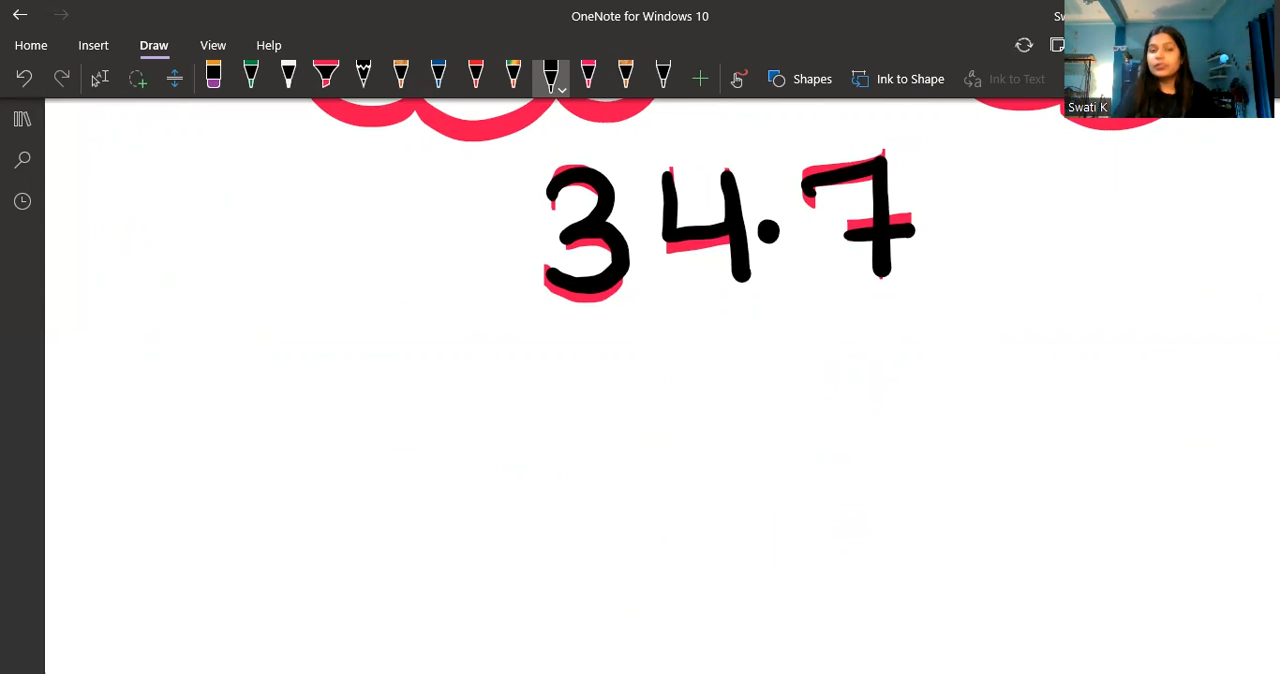 OneNote for Windows 10
Sw
Home Insert Draw View Help
Shapes Ink to Shape Ink to Text
Swati K
34.7